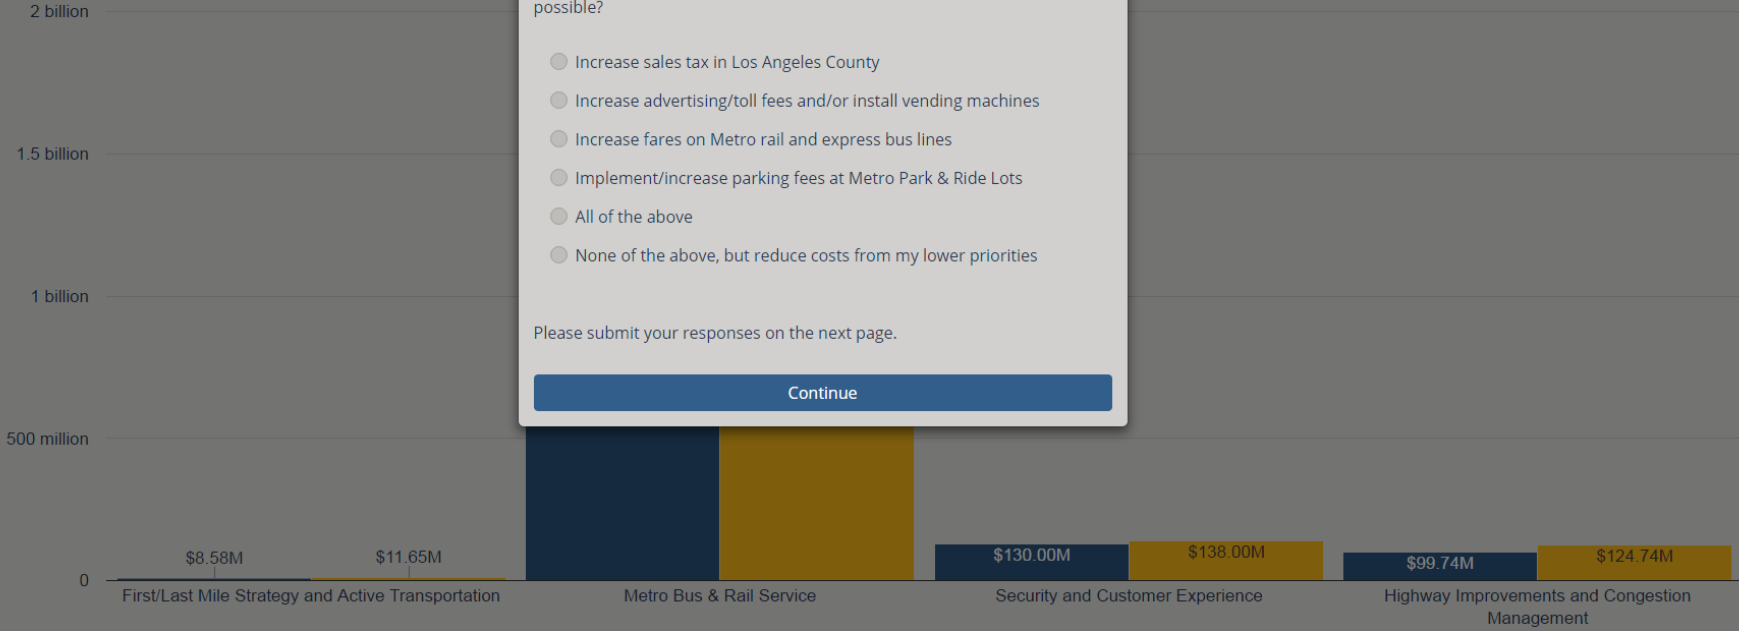 2 billion
possible?
Increase sales tax in Los Angeles County
Increase advertising/toll fees and/or install vending machines
Increase fares on Metro rail and express bus lines
1.5 billion
Implement/increase parking fees at Metro Park & Ride Lots
All of the above
None of the above, but reduce costs from my lower priorities
1 billion
Please submit your responses on the next page.
Continue
500 million
$8.58M
$11.65M
$130.00M
$138.00M
$99.74M
$124.74M
0
First/Last Mile Strategy and Active Transportation
Metro Bus & Rail Service
Security and Customer Experience
Highway Improvements and Congestion
Management